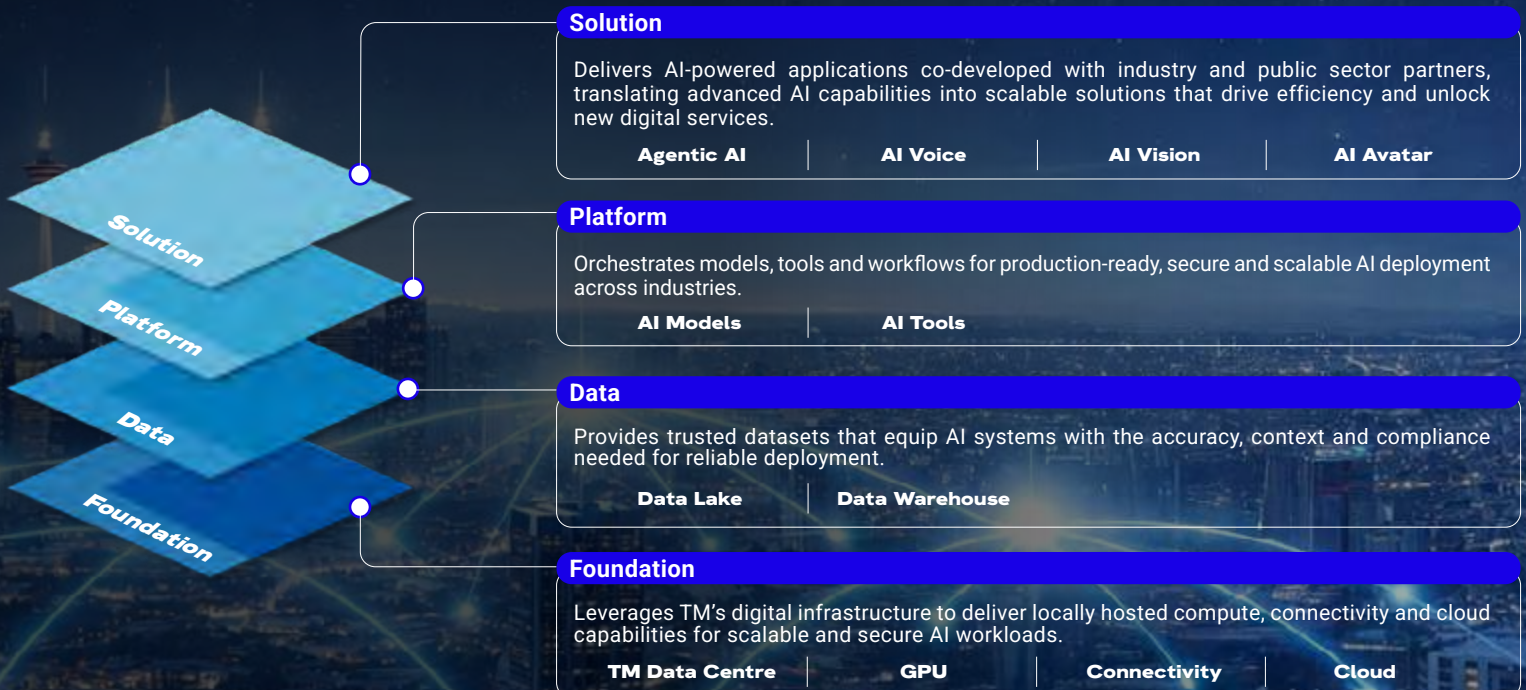 Solution
Delivers AI-powered applications co-developed with industry and public sector partners,
translating advanced AI capabilities into scalable solutions that drive efficiency and unlock
new digital services.
Agentic AI
AI Voice
AI Vision
AI Avatar
Platform
Orchestrates models, tools and workflows for production-ready, secure and scalable AI deployment
across industries.
AI Models
AI Tools
Data
Provides trusted datasets that equip AI systems with the accuracy, context and compliance
needed for reliable deployment.
Data Lake
Data Warehouse
Foundation
Leverages TM’s digital infrastructure to deliver locally hosted compute, connectivity and cloud
capabilities for scalable and secure AI workloads.
TM Data Centre
GPU
Connectivity
Cloud
Solution
Platform
Data
Foundation